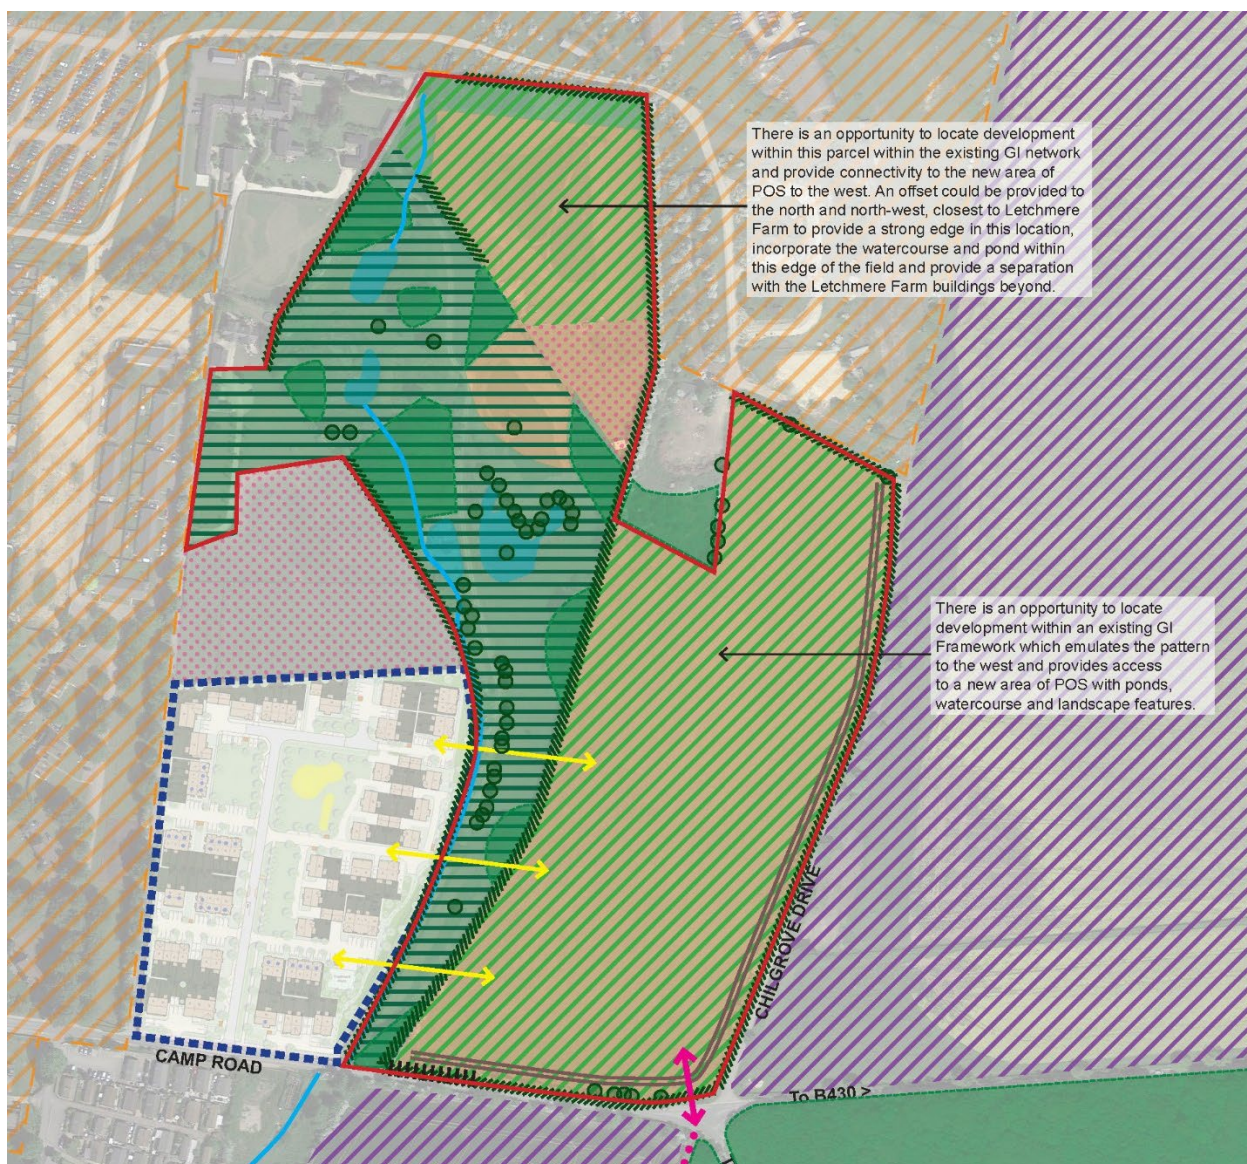 There is an opportunity to locate development
within this parcel within the existing GI network
and provide connectivity to the new area of
POS to the west. An offset could be provided to
the north and north-west, closest to Letchmere
Farm to provide a strong edge in this location,
incorporate the watercourse and pond within
this edge of the field and provide a separation
with the Letchmere Farm buildings beyond.
There is an opportunity to locate
development within an existing GI
Framework which emulates the pattern
to the west and provides access
to a new area of POS with ponds,
watercourse and landscape features.
CHILGROVE DRIVE
CAMP ROAD
To B430 >